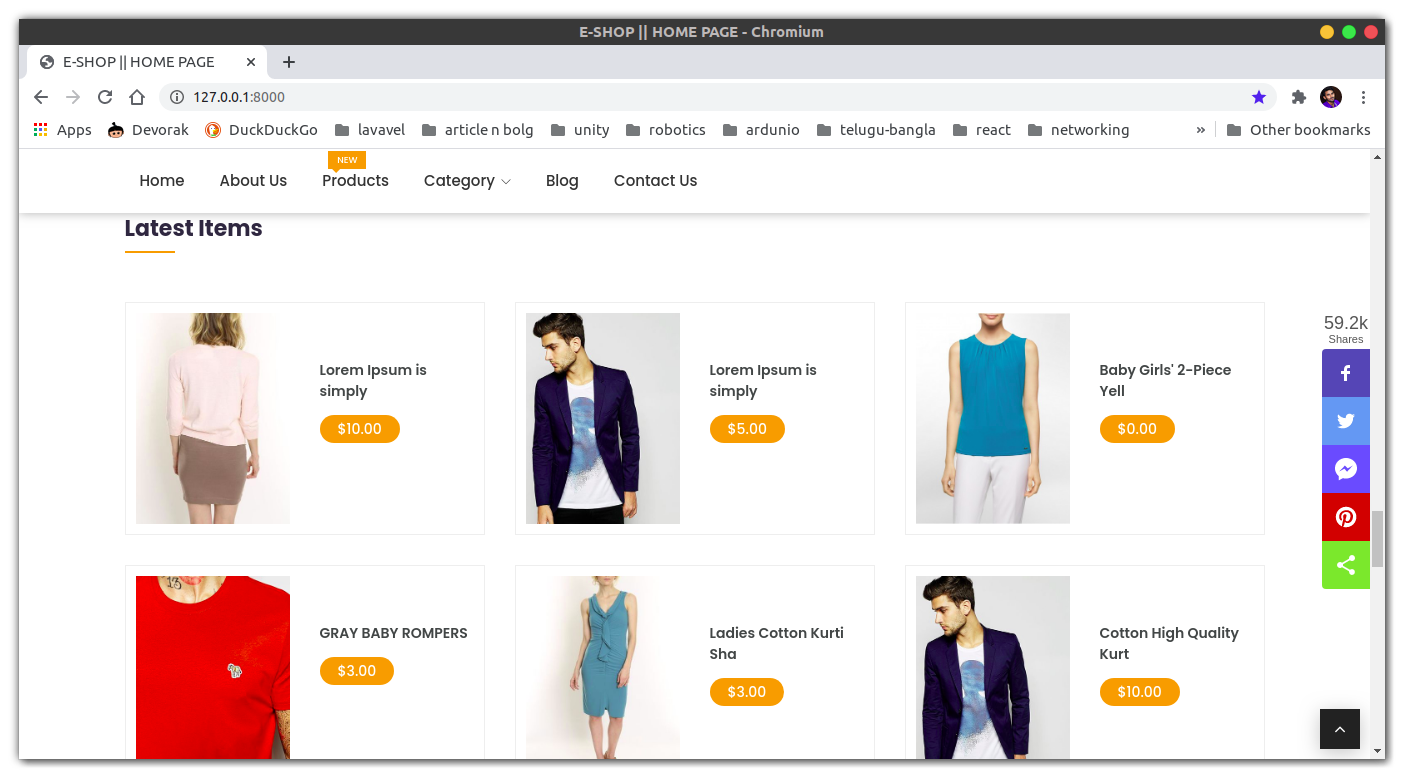 E-SHOP || HOME PAGE - Chromium
E-SHOP || HOME PAGE
127.0.0.1:8000
Apps Devorak DuckDuckGo lavavel article n bolg unity robotics ardunio telugu-bangla react networking » Other bookmarks
NEW
Home About Us Products Category Blog Contact Us
Latest Items
Lorem Ipsum is
simply
$10.00
Lorem Ipsum is
simply
$5.00
Baby Girls' 2-Piece
Yell
$0.00
59.2k
Shares
GRAY BABY ROMPERS
$3.00
Ladies Cotton Kurti
Sha
$3.00
Cotton High Quality
Kurt
$10.00
13